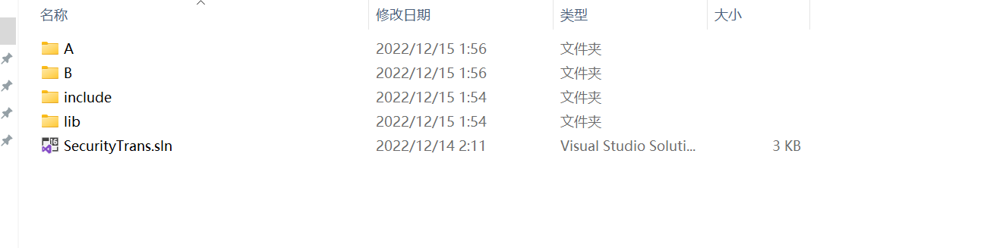 名称 修改日期 类型 大小
A 2022/12/15 1:56 文件夹
B 2022/12/15 1:56 文件夹
include 2022/12/15 1:54 文件夹
lib 2022/12/15 1:54 文件夹
SecurityTrans.sln 2022/12/14 2:11 Visual Studio Soluti... 3 KB